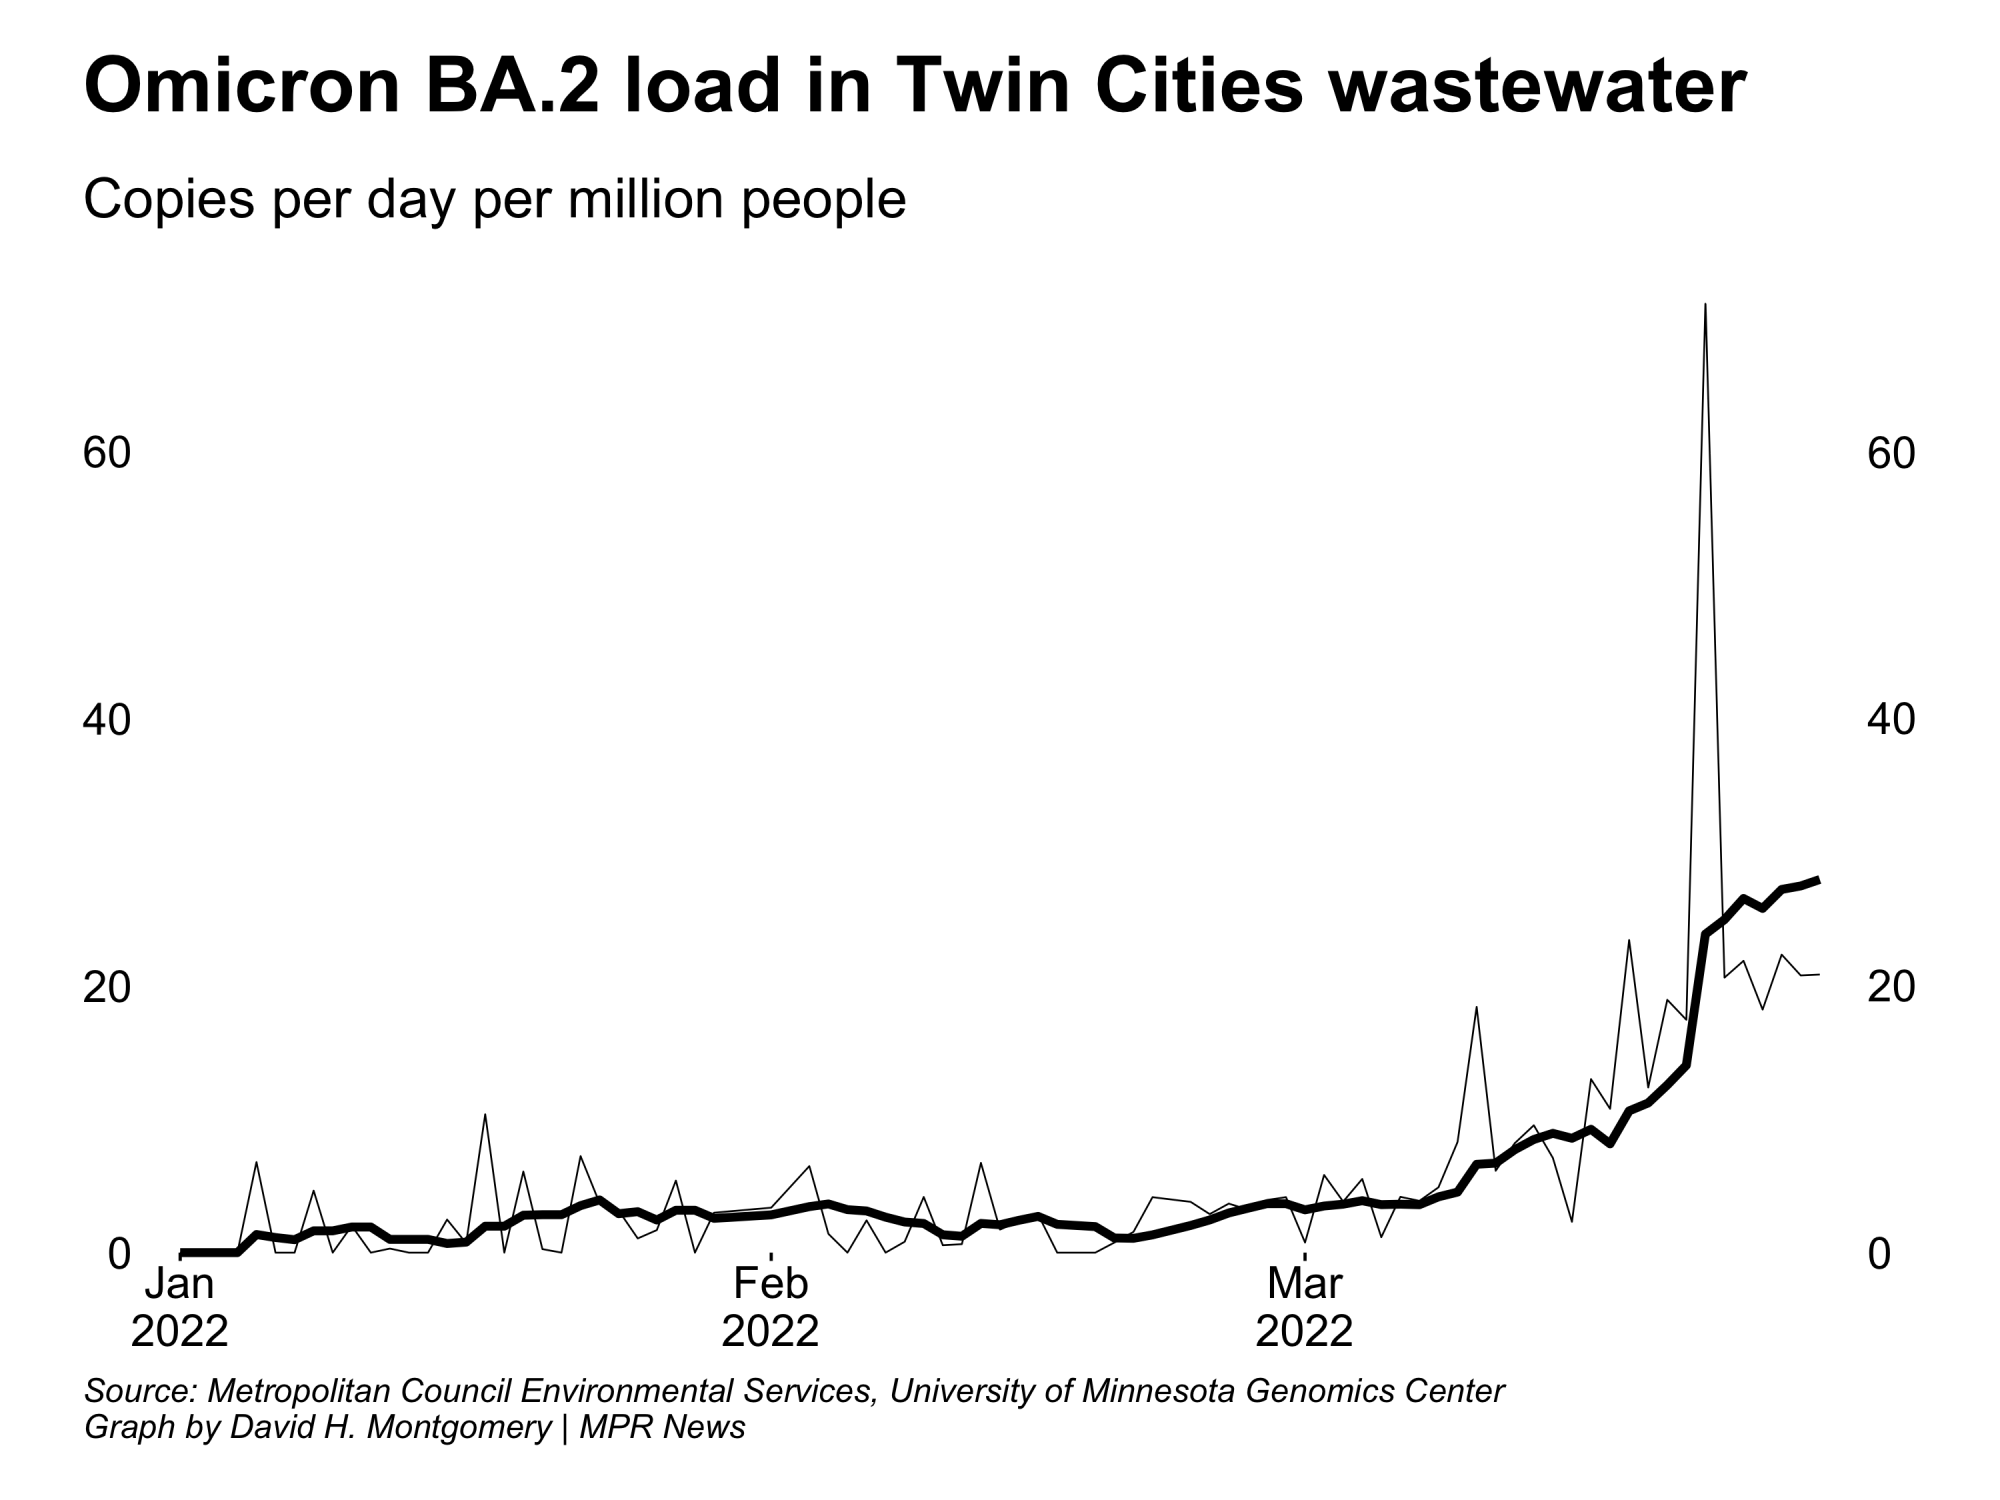 Omicron BA.2 load in Twin Cities wastewater
Copies per day per million people
60 60
40 40
20 20
0 0
Jan Feb Mar
2022 2022 2022
Source: Metropolitan Council Environmental Services, University of Minnesota Genomics Center
Graph by David H. Montgomery | MPR News